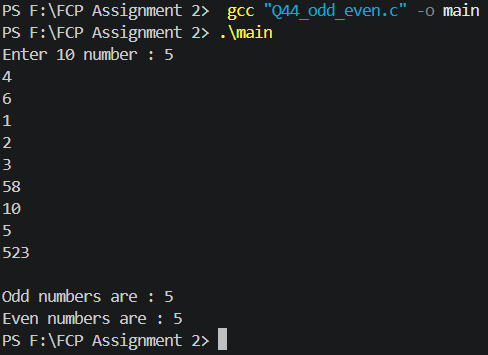 PS F:\FCP Assignment 2>  gcc "Q44_odd_even.c" -o main
PS F:\FCP Assignment 2> .\main
Enter 10 number : 5
4
6
1
2
3
58
10
5
523

Odd numbers are : 5
Even numbers are : 5
PS F:\FCP Assignment 2>